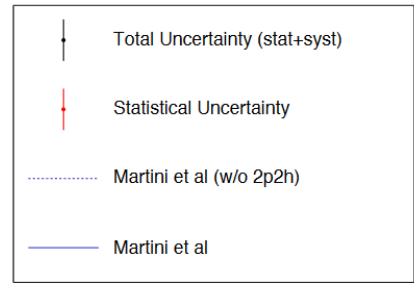 Total Uncertainty (stat+syst)
Statistical Uncertainty
Martini et al (w/o 2p2h)
Martini et al